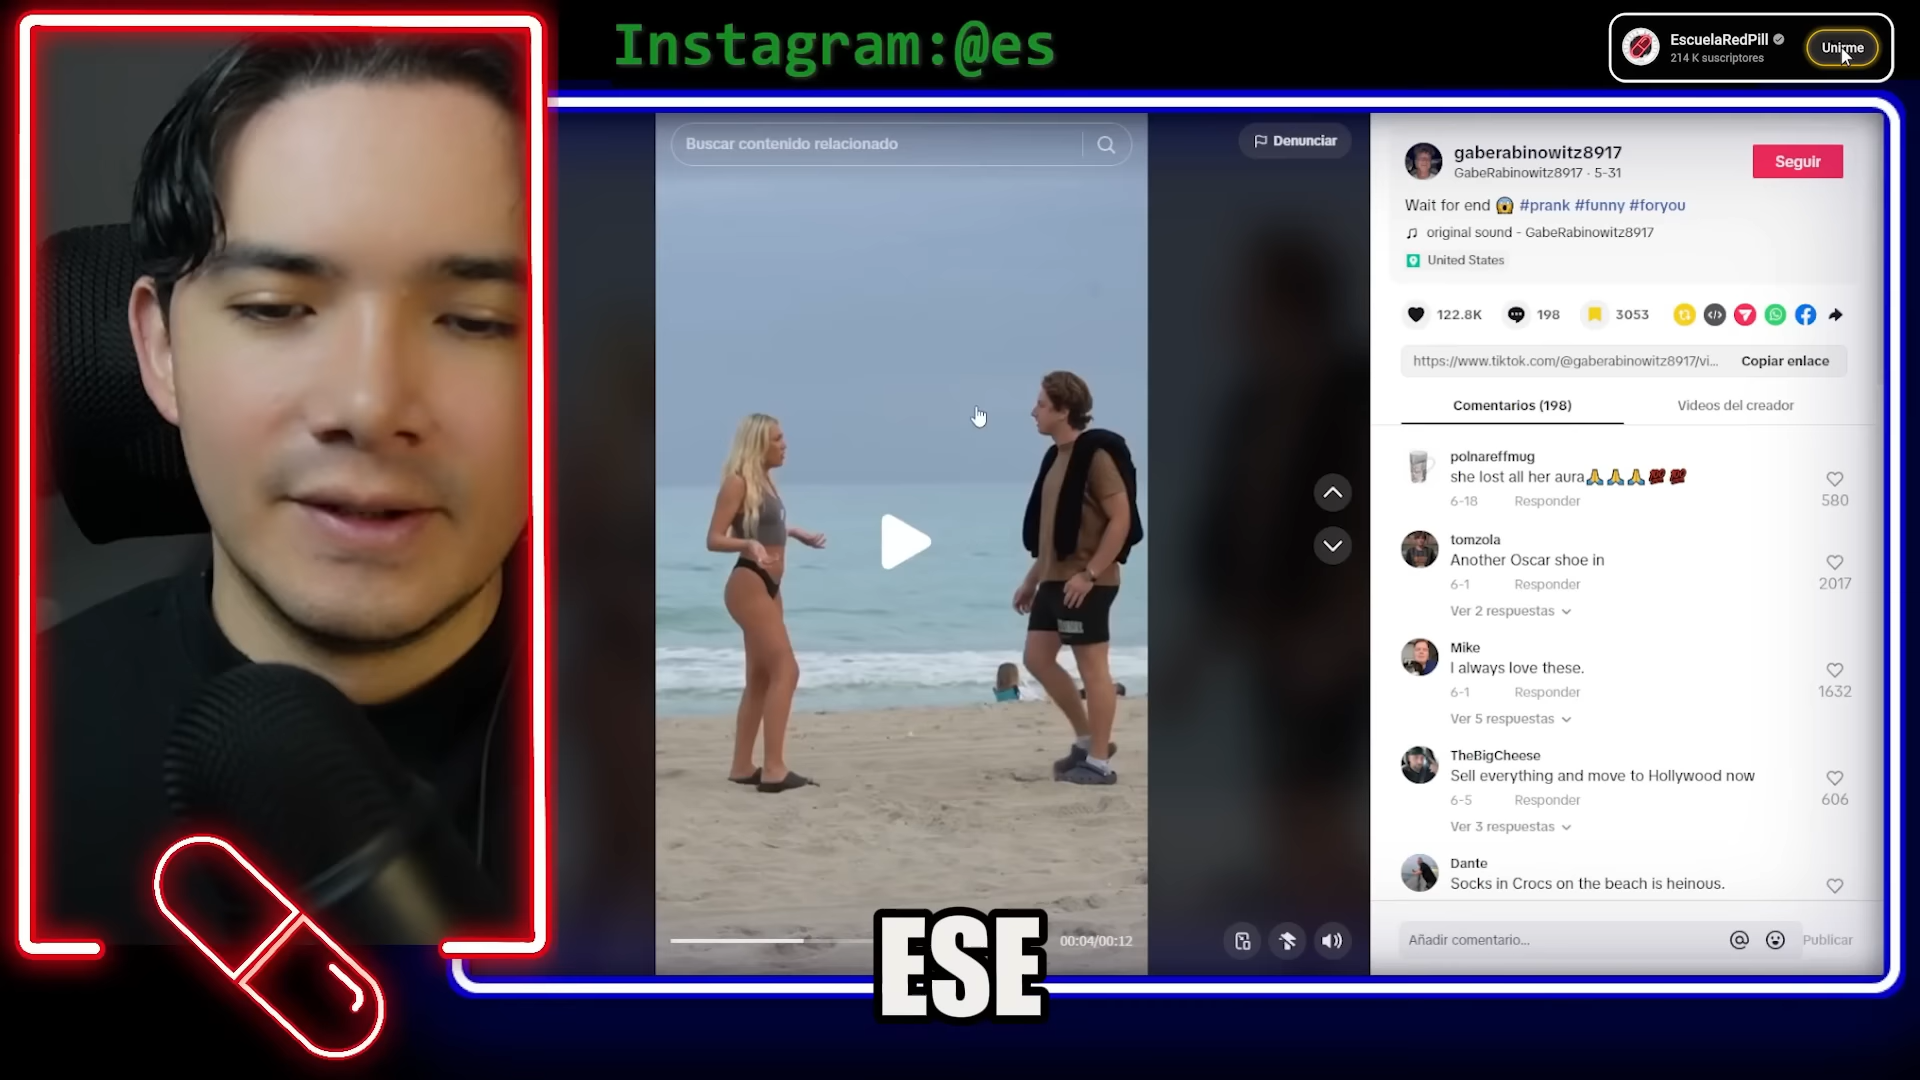 Instagram:@es
EscuelaRedPill
214 K suscriptores
Unirme
Buscar contenido relacionado
Denunciar
gaberabinowitz8917
GabeRabinowitz8917 · 5-31
Seguir
Wait for end 😱 #prank #funny #foryou
original sound - GabeRabinowitz8917
United States
122.8K
198
3053
https://www.tiktok.com/@gaberabinowitz8917/vi...
Copiar enlace
Comentarios (198)
Videos del creador
polnareffmug
she lost all her aura🙏🙏🙏💯💯
6-18 Responder
580
tomzola
Another Oscar shoe in
6-1 Responder
2017
Ver 2 respuestas
Mike
I always love these.
6-1 Responder
1632
Ver 5 respuestas
TheBigCheese
Sell everything and move to Hollywood now
6-5 Responder
606
Ver 3 respuestas
Dante
Socks in Crocs on the beach is heinous.
00:04/00:12
Añadir comentario...
Publicar
ESE